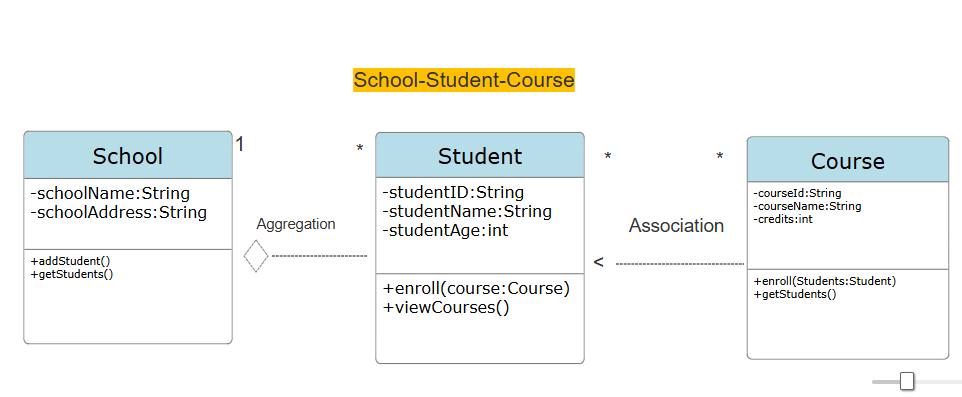 School-Student-Course
School
1
-schoolName:String
-schoolAddress:String
+addStudent()
+getStudents()
Aggregation
*
Student
-studentID:String
-studentName:String
-studentAge:int
+enroll(course:Course)
+viewCourses()
*
*
Association
<
Course
-courseId:String
-courseName:String
-credits:int
+enroll(Students:Student)
+getStudents()